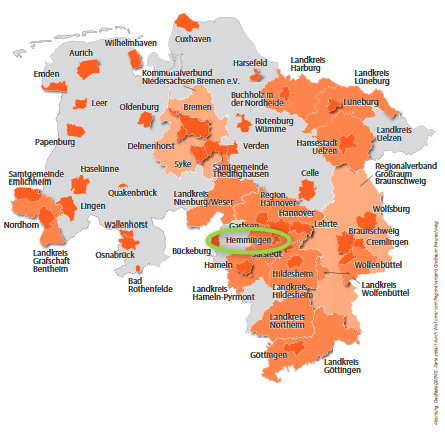 Cuxhaven
Wilhelmhaven
Aurich
Emden
Harsefeld
Landkreis
Harburg
Landkreis
Lüneburg
Kommunalverbund
Niedersachsen Bremen e.V.
Leer
Oldenburg
Bremen
Buchholz in
der Nordheide
Lüneburg
Papenburg
Rotenburg
Wümme
Landkreis
Uelzen
Delmenhorst
Verden
Hansestadt
Uelzen
Syke
Samtgemeinde
Thedinghausen
Haselünne
Samtgemeinde
Emlichheim
Celle
Regionalverband
Großraum
Braunschweig
Quakenbrück
Lingen
Landkreis
Nienburg/Weser
Region
Hannover
Hannover
Wolfsburg
Nordhorn
Wallenhorst
Garbsen
Lehrte
Braunschweig
Cremlingen
Hemmingen
Landkreis
Grafschaft
Bentheim
Osnabrück
Bückeburg
Hameln
Wolfenbüttel
Hildesheim
Bad
Rothenfelde
Landkreis
Hameln-Pyrmont
Landkreis
Hildesheim
Landkreis
Wolfenbüttel
Landkreis
Northeim
Göttingen
Landkreis
Göttingen